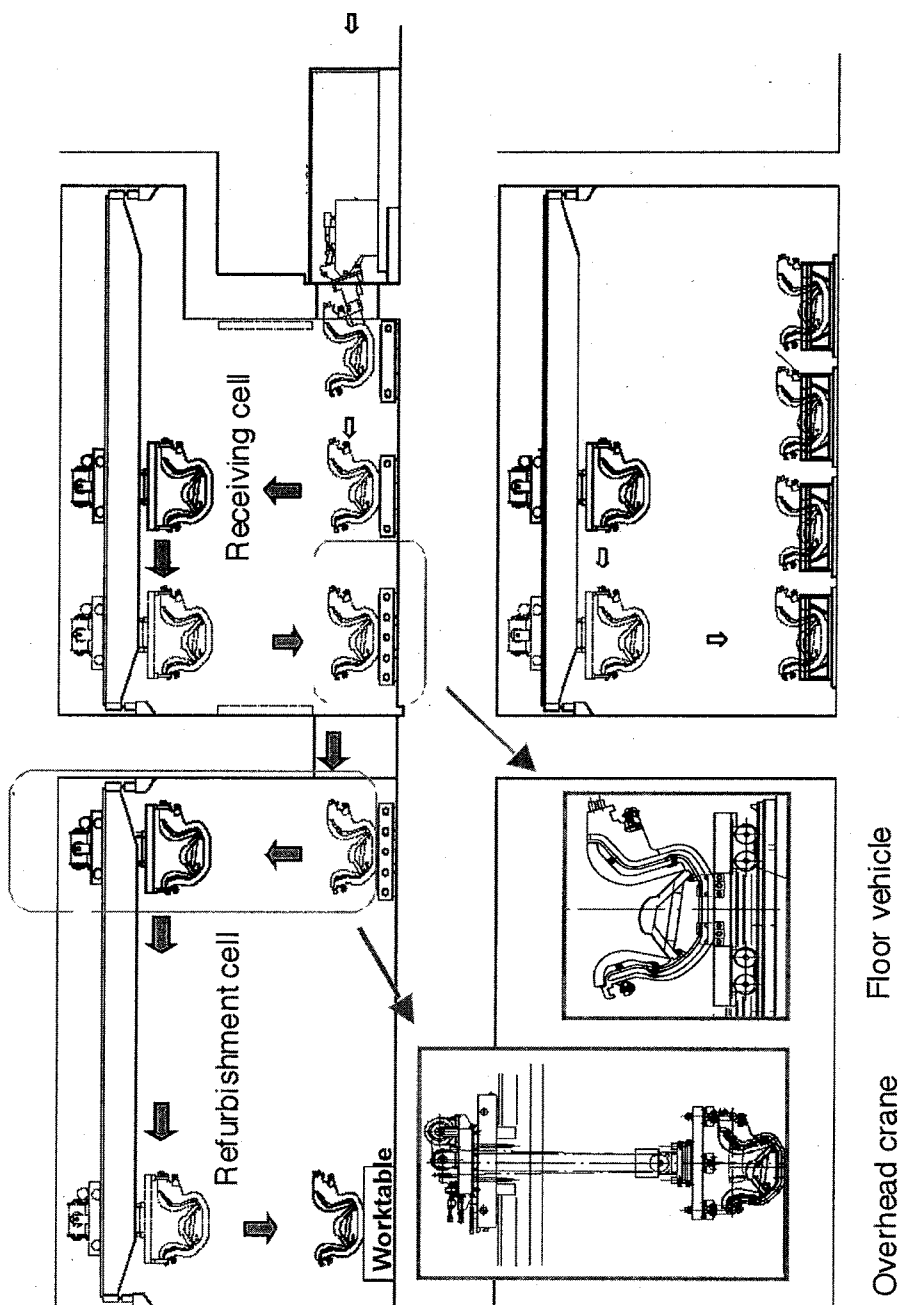 Receiving cell
Refurbishment cell
Worktable
Overhead crane
Floor vehicle